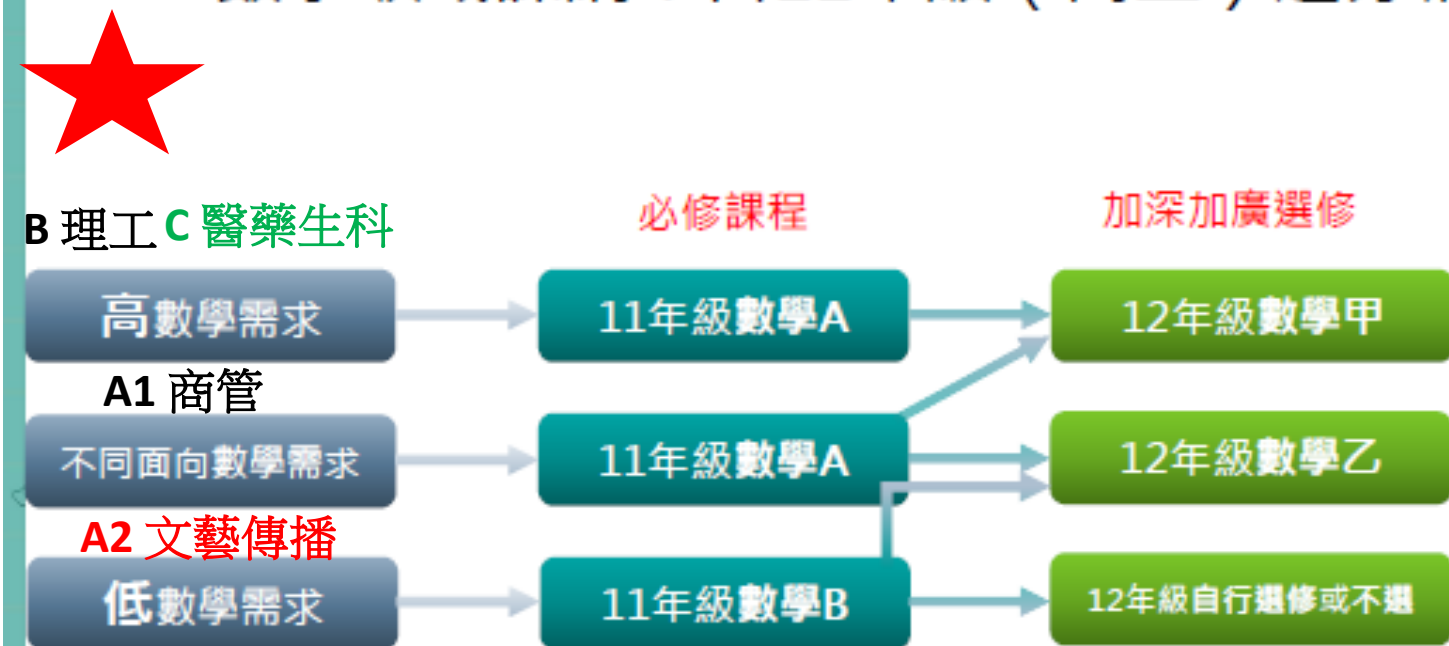 B 理工 C 醫藥生科
必修課程
加深加廣選修
高數學需求
11年級數學A
12年級數學甲
A1 商管
不同面向數學需求
11年級數學A
12年級數學乙
A2 文藝傳播
低數學需求
11年級數學B
12年級自行選修或不選